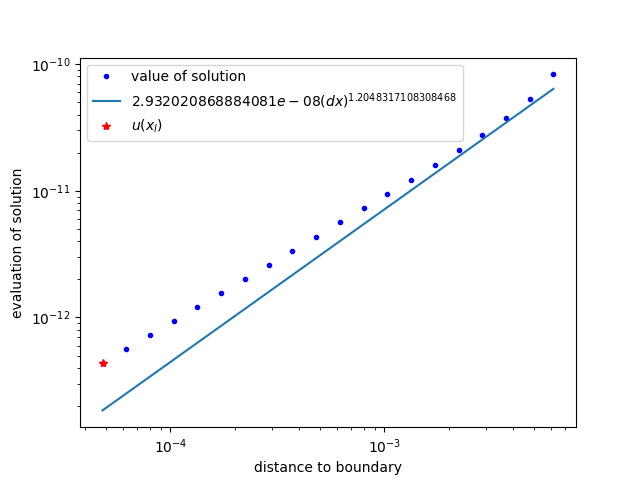 10⁻¹⁰
value of solution
2.932020868884081e − 08(dx)^1.2048317108308468
u(x_l)
10⁻¹¹
10⁻¹²
evaluation of solution
10⁻⁴ 10⁻³
distance to boundary